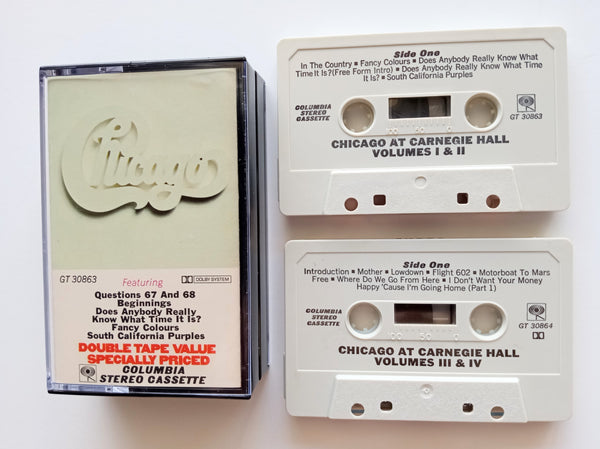 Chicago
GT 30863
Featuring
DOLBY SYSTEM
Questions 67 And 68
Beginnings
Does Anybody Really
Know What Time It Is?
Fancy Colours
South California Purples
DOUBLE TAPE VALUE
SPECIALLY PRICED
COLUMBIA
STEREO CASSETTE
Side One
In The Country ▪ Fancy Colours ▪ Does Anybody Really Know What
Time It Is?(Free Form Intro) ▪ Does Anybody Really Know What Time
It Is? ▪ South California Purples
COLUMBIA
STEREO
CASSETTE
GT 30863
CHICAGO AT CARNEGIE HALL
VOLUMES I & II
Side One
Introduction ▪ Mother ▪ Lowdown ▪ Flight 602 ▪ Motorboat To Mars
Free ▪ Where Do We Go From Here ▪ I Don't Want Your Money
Happy 'Cause I'm Going Home (Part 1)
COLUMBIA
STEREO
CASSETTE
100 50 0
GT 30864
CHICAGO AT CARNEGIE HALL
VOLUMES III & IV